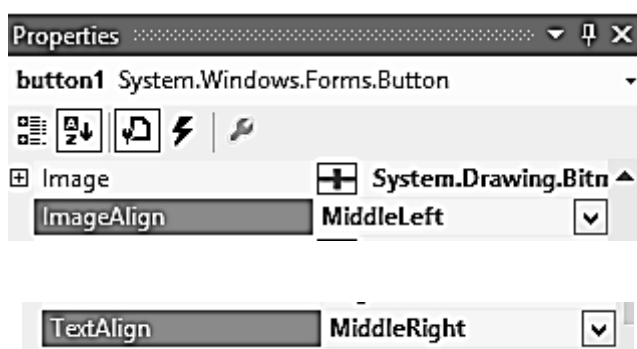 Properties
button1 System.Windows.Forms.Button
Image System.Drawing.Bitn
ImageAlign MiddleLeft
TextAlign MiddleRight